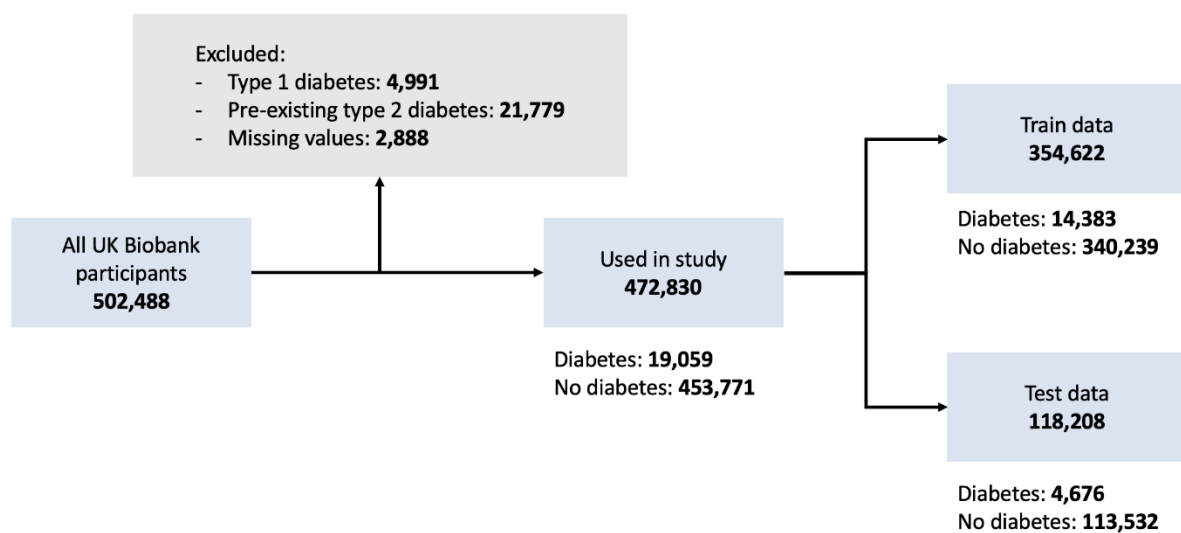 Excluded:
- Type 1 diabetes: 4,991
- Pre-existing type 2 diabetes: 21,779
- Missing values: 2,888
All UK Biobank
participants
502,488
Used in study
472,830
Diabetes: 19,059
No diabetes: 453,771
Train data
354,622
Diabetes: 14,383
No diabetes: 340,239
Test data
118,208
Diabetes: 4,676
No diabetes: 113,532